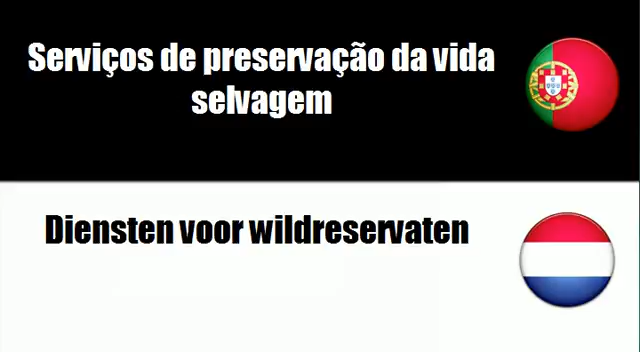 Serviços de preservação da vida
selvagem
Diensten voor wildreservaten